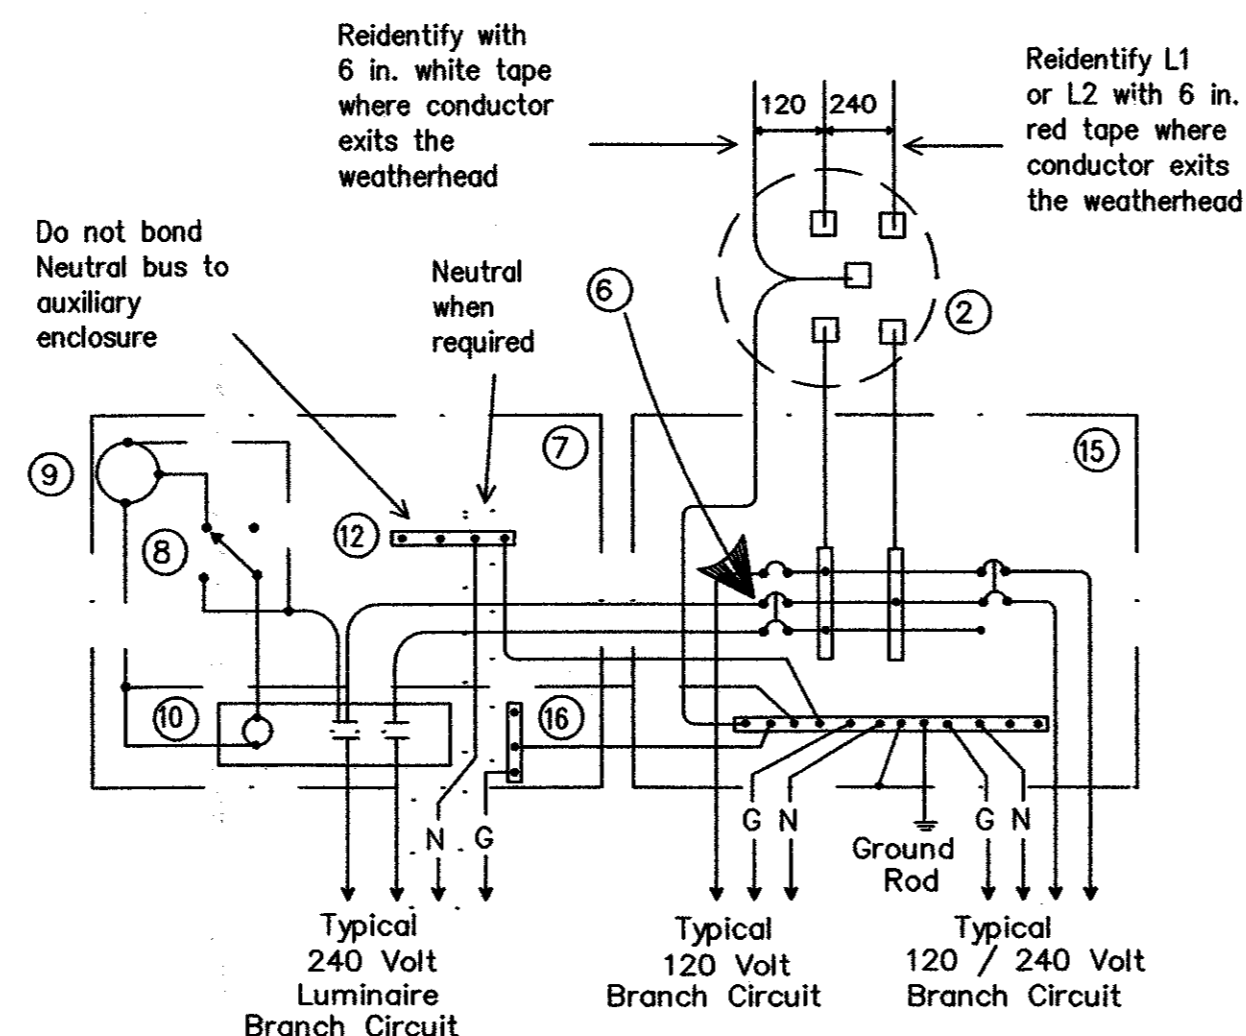 Reidentify with
6 in. white tape
where conductor
exits the
weatherhead
Reidentify L1
or L2 with 6 in.
red tape where
conductor exits
the weatherhead
120
240
Do not bond
Neutral bus to
auxiliary
enclosure
Neutral
when
required
6
2
7
15
9
8
12
10
16
N
G
G
N
G
N
Ground
Rod
Typical
240 Volt
Luminaire
Branch Circuit
Typical
120 Volt
Branch Circuit
Typical
120 / 240 Volt
Branch Circuit